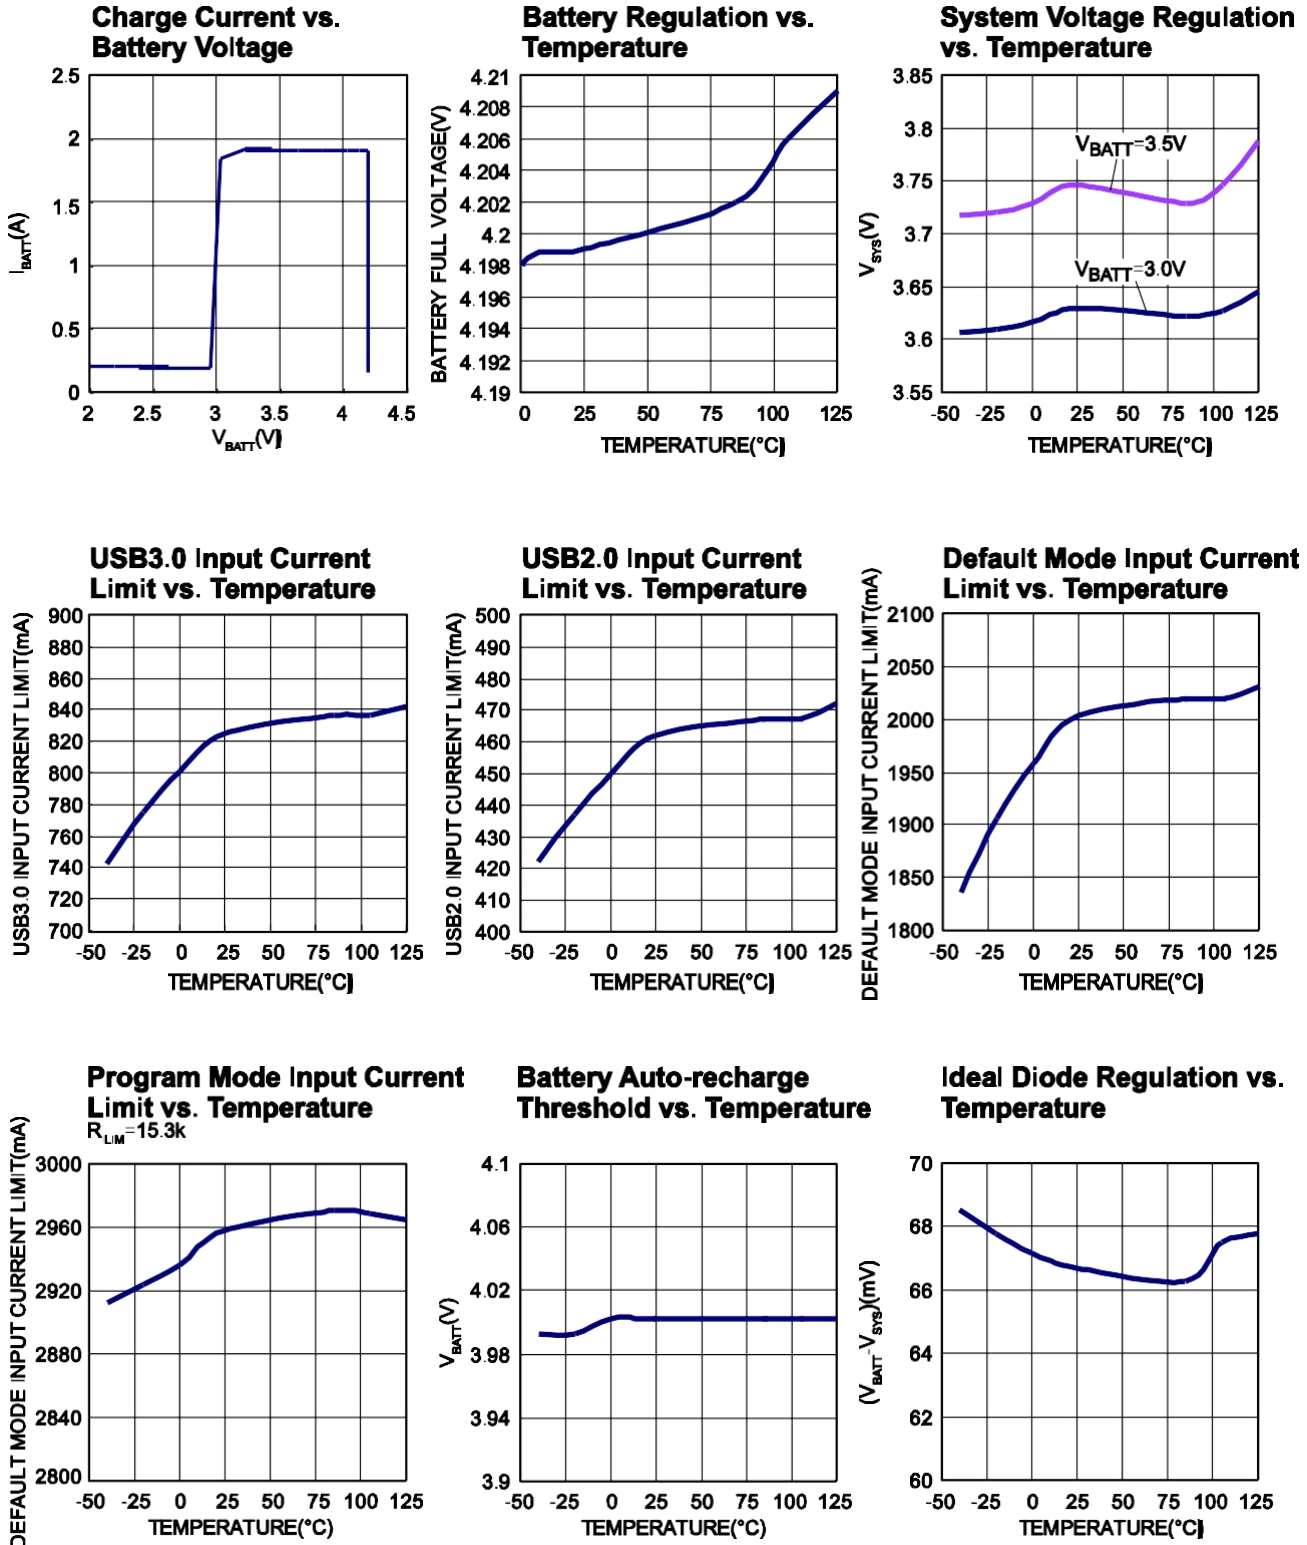 Charge Current vs.
Battery Voltage
2.5
2
1.5
1
0.5
0
2 2.5 3 3.5 4 4.5
IBATT(A)
VBATT(V)
Battery Regulation vs.
Temperature
4.21
4.208
4.206
4.204
4.202
4.2
4.198
4.196
4.194
4.192
4.19
0 25 50 75 100 125
BATTERY FULL VOLTAGE(V)
TEMPERATURE(°C)
System Voltage Regulation
vs. Temperature
3.85
3.8
3.75
3.7
3.65
3.6
3.55
-50 -25 0 25 50 75 100 125
VSYS(V)
VBATT=3.5V
VBATT=3.0V
TEMPERATURE(°C)
USB3.0 Input Current
Limit vs. Temperature
900
880
860
840
820
800
780
760
740
720
700
-50 -25 0 25 50 75 100 125
USB3.0 INPUT CURRENT LIMIT(mA)
TEMPERATURE(°C)
USB2.0 Input Current
Limit vs. Temperature
500
490
480
470
460
450
440
430
420
410
400
-50 -25 0 25 50 75 100 125
USB2.0 INPUT CURRENT LIMIT(mA)
TEMPERATURE(°C)
Default Mode Input Current
Limit vs. Temperature
2100
2050
2000
1950
1900
1850
1800
-50 -25 0 25 50 75 100 125
DEFAULT MODE INPUT CURRENT LIMIT(mA)
TEMPERATURE(°C)
Program Mode Input Current
Limit vs. Temperature
RLIM=15.3k
3000
2960
2920
2880
2840
2800
-50 -25 0 25 50 75 100 125
DEFAULT MODE INPUT CURRENT LIMIT(mA)
TEMPERATURE(°C)
Battery Auto-recharge
Threshold vs. Temperature
4.1
4.06
4.02
3.98
3.94
3.9
-50 -25 0 25 50 75 100 125
VBATT(V)
TEMPERATURE(°C)
Ideal Diode Regulation vs.
Temperature
70
68
66
64
62
60
-50 -25 0 25 50 75 100 125
(VBATT-VSYS)(mV)
TEMPERATURE(°C)